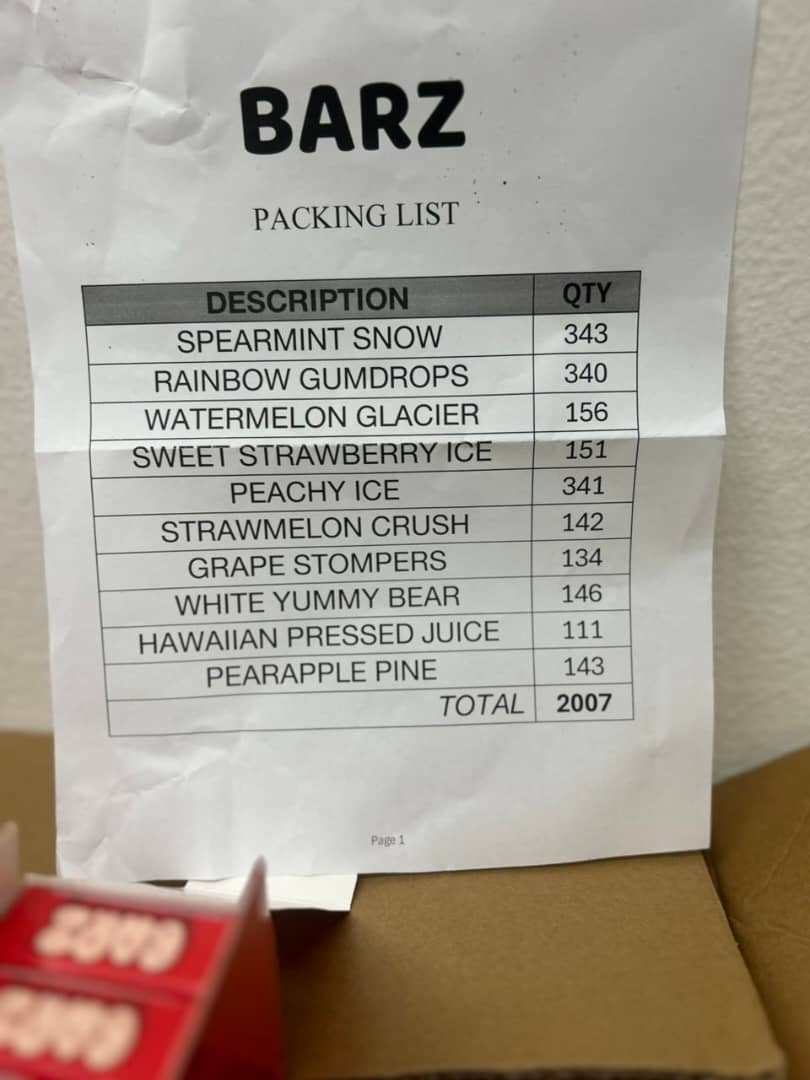 BARZ
PACKING LIST
DESCRIPTION QTY
SPEARMINT SNOW 343
RAINBOW GUMDROPS 340
WATERMELON GLACIER 156
SWEET STRAWBERRY ICE 151
PEACHY ICE 341
STRAWMELON CRUSH 142
GRAPE STOMPERS 134
WHITE YUMMY BEAR 146
HAWAIIAN PRESSED JUICE 111
PEARAPPLE PINE 143
TOTAL 2007
Page 1